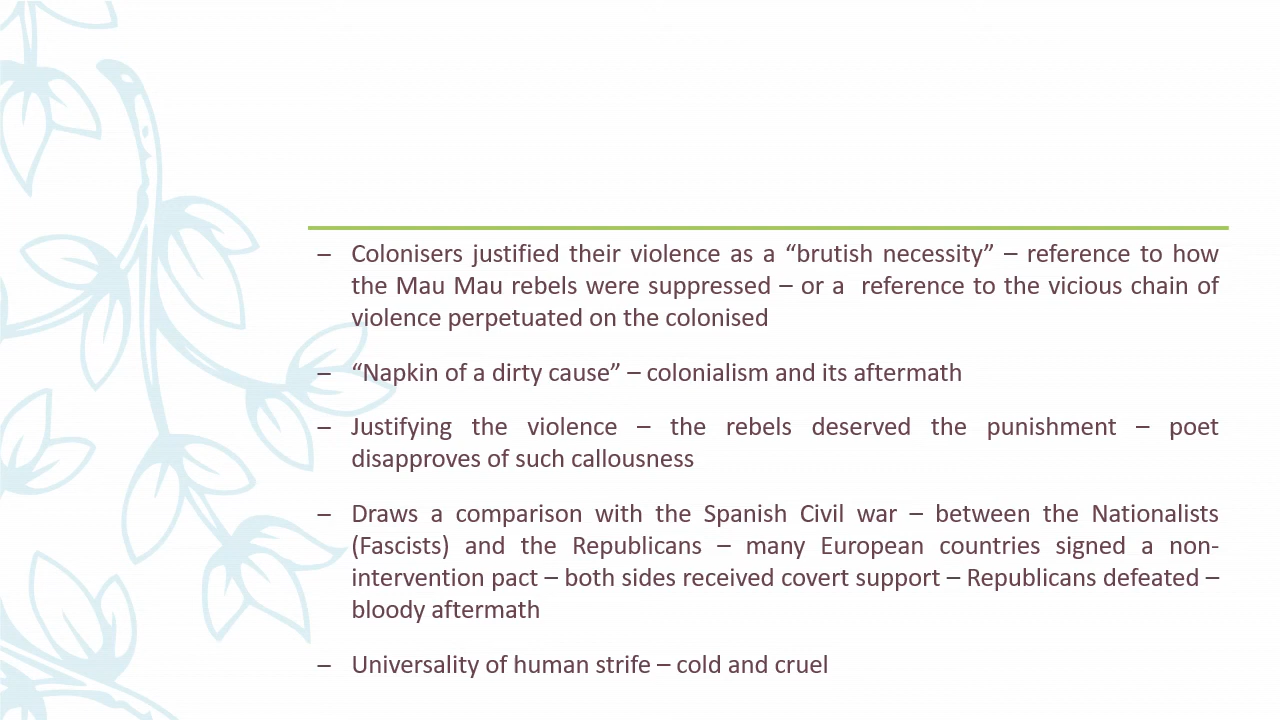 – Colonisers justified their violence as a “brutish necessity” – reference to how
the Mau Mau rebels were suppressed – or a  reference to the vicious chain of
violence perpetuated on the colonised
– “Napkin of a dirty cause” – colonialism and its aftermath
– Justifying the violence – the rebels deserved the punishment – poet
disapproves of such callousness
– Draws a comparison with the Spanish Civil war – between the Nationalists
(Fascists) and the Republicans – many European countries signed a non-
intervention pact – both sides received covert support – Republicans defeated –
bloody aftermath
– Universality of human strife – cold and cruel